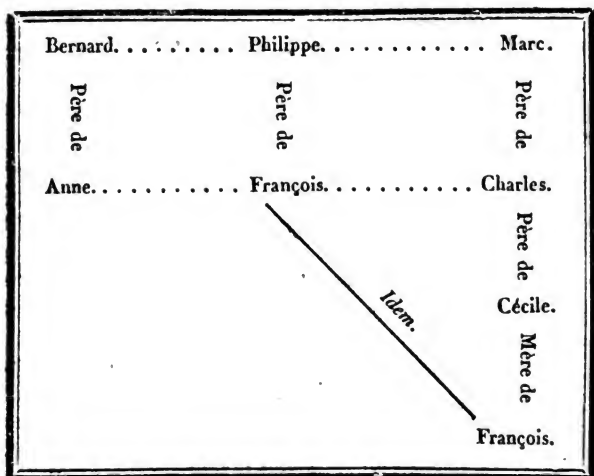 Bernard. . . . . . . . . Philippe. . . . . . . . . . . . Marc.
Père de Père de Père de
Anne. . . . . . . . . . . François. . . . . . . . . . . Charles.
Père de
Idem.
Cécile.
Mère de
François.